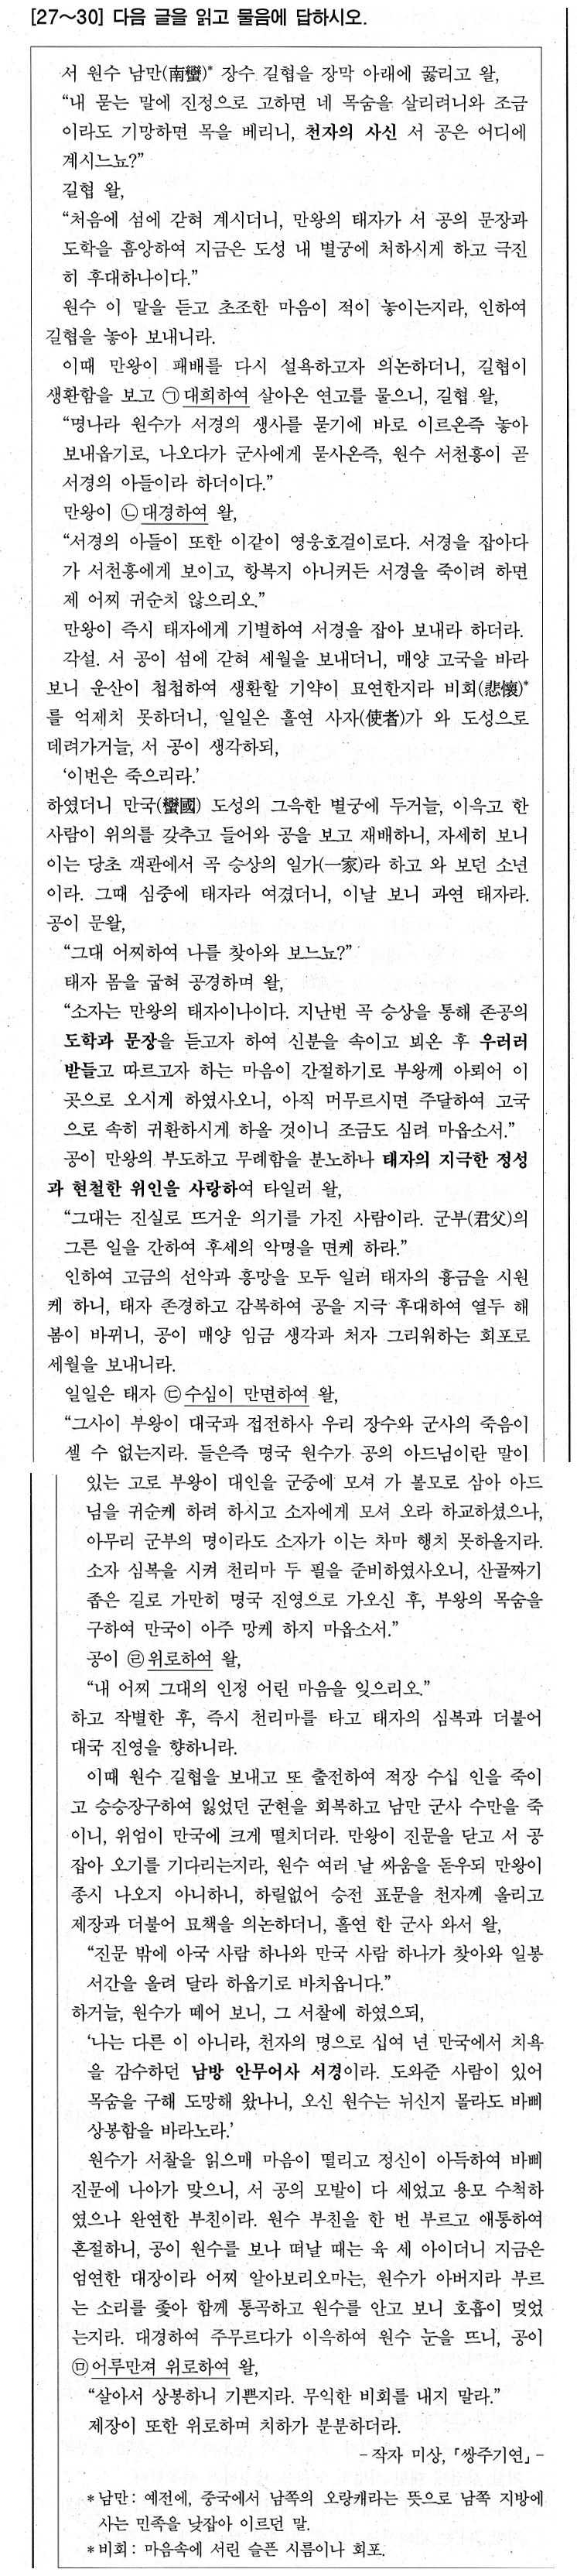 [27~30] 다음 글을 읽고 물음에 답하시오.
서 원수 남만(南蠻)* 장수 길협을 장막 아래에 꿇리고 왈,
“내 묻는 말에 진정으로 고하면 네 목숨을 살리려니와 조금
이라도 기망하면 목을 베리니, 천자의 사신 서 공은 어디에
계시느뇨?”
길협 왈,
“처음에 섬에 갇혀 계시더니, 만왕의 태자가 서 공의 문장과
도학을 흠앙하여 지금은 도성 내 별궁에 처하시게 하고 극진
히 후대하나이다.”
원수 이 말을 듣고 초조한 마음이 적이 놓이는지라, 인하여
길협을 놓아 보내니라.
이때 만왕이 패배를 다시 설욕하고자 의논하더니, 길협이
생환함을 보고 ㉠대희하여 살아온 연고를 물으니, 길협 왈,
“명나라 원수가 서경의 생사를 묻기에 바로 이르온즉 놓아
보내옵기로, 나오다가 군사에게 묻사온즉, 원수 서천흥이 곧
서경의 아들이라 하더이다.”
만왕이 ㉡대경하여 왈,
“서경의 아들이 또한 이같이 영웅호걸이로다. 서경을 잡아다
가 서천흥에게 보이고, 항복지 아니커든 서경을 죽이려 하면
제 어찌 귀순치 않으리오.”
만왕이 즉시 태자에게 기별하여 서경을 잡아 보내라 하더라.
각설. 서 공이 섬에 갇혀 세월을 보내더니, 매양 고국을 바라
보니 운산이 첩첩하여 생환할 기약이 묘연한지라 비회(悲懷)*
를 억제치 못하더니, 일일은 홀연 사자(使者)가 와 도성으로
데려가거늘, 서 공이 생각하되,
‘이번은 죽으리라.’
하였더니 만국(蠻國) 도성의 그윽한 별궁에 두거늘, 이윽고 한
사람이 위의를 갖추고 들어와 공을 보고 재배하니, 자세히 보니
이는 당초 객관에서 곡 승상의 일가(一家)라 하고 와 보던 소년
이라. 그때 심중에 태자라 여겼더니, 이날 보니 과연 태자라.
공이 문왈,
“그대 어찌하여 나를 찾아와 보느뇨?”
태자 몸을 굽혀 공경하며 왈,
“소자는 만왕의 태자이나이다. 지난번 곡 승상을 통해 존공의
도학과 문장을 듣고자 하여 신분을 속이고 뵈온 후 우러러
받들고 따르고자 하는 마음이 간절하기로 부왕께 아뢰어 이
곳으로 오시게 하였사오니, 아직 머무르시면 주달하여 고국
으로 속히 귀환하시게 하올 것이니 조금도 심려 마옵소서.”
공이 만왕의 부도하고 무례함을 분노하나 태자의 지극한 정성
과 현철한 위인을 사랑하여 타일러 왈,
“그대는 진실로 뜨거운 의기를 가진 사람이라. 군부(君父)의
그른 일을 간하여 후세의 악명을 면케 하라.”
인하여 고금의 선악과 흥망을 모두 일러 태자의 흉금을 시원
케 하니, 태자 존경하고 감복하여 공을 지극 후대하여 열두 해
봄이 바뀌니, 공이 매양 임금 생각과 처자 그리워하는 회포로
세월을 보내니라.
일일은 태자 ㉢수심이 만면하여 왈,
“그사이 부왕이 대국과 접전하사 우리 장수와 군사의 죽음이
셀 수 없는지라. 들은즉 명국 원수가 공의 아드님이란 말이
있는 고로 부왕이 대인을 군중에 모셔 가 볼모로 삼아 아드
님을 귀순케 하려 하시고 소자에게 모셔 오라 하교하셨으나,
아무리 군부의 명이라도 소자가 이는 차마 행치 못하올지라.
소자 심복을 시켜 천리마 두 필을 준비하였사오니, 산골짜기
좁은 길로 가만히 명국 진영으로 가오신 후, 부왕의 목숨을
구하여 만국이 아주 망케 하지 마옵소서.”
공이 ㉣위로하여 왈,
“내 어찌 그대의 인정 어린 마음을 잊으리오.”
하고 작별한 후, 즉시 천리마를 타고 태자의 심복과 더불어
대국 진영을 향하니라.
이때 원수 길협을 보내고 또 출전하여 적장 수십 인을 죽이
고 승승장구하여 잃었던 군현을 회복하고 남만 군사 수만을 죽
이니, 위엄이 만국에 크게 떨치더라. 만왕이 진문을 닫고 서 공
잡아 오기를 기다리는지라, 원수 여러 날 싸움을 돋우되 만왕이
종시 나오지 아니하니, 하릴없어 승전 표문을 천자께 올리고
제장과 더불어 묘책을 의논하더니, 홀연 한 군사 와서 왈,
“진문 밖에 아국 사람 하나와 만국 사람 하나가 찾아와 일봉
서간을 올려 달라 하옵기로 바치옵니다.”
하거늘, 원수가 떼어 보니, 그 서찰에 하였으되,
‘나는 다른 이 아니라, 천자의 명으로 십여 년 만국에서 치욕
을 감수하던 남방 안무어사 서경이라. 도와준 사람이 있어
목숨을 구해 도망해 왔나니, 오신 원수는 뉘신지 몰라도 바삐
상봉함을 바라노라.’
원수가 서찰을 읽으매 마음이 떨리고 정신이 아득하여 바삐
진문에 나아가 맞으니, 서 공의 모발이 다 세었고 용모 수척하
였으나 완연한 부친이라. 원수 부친을 한 번 부르고 애통하여
혼절하니, 공이 원수를 보나 떠날 때는 육 세 아이더니 지금은
엄연한 대장이라 어찌 알아보리오마는, 원수가 아버지라 부르
는 소리를 좇아 함께 통곡하고 원수를 안고 보니 호흡이 멎었
는지라. 대경하여 주무르다가 이윽하여 원수 눈을 뜨니, 공이
㉤어루만져 위로하여 왈,
“살아서 상봉하니 기쁜지라. 무익한 비회를 내지 말라.”
제장이 또한 위로하며 치하가 분분하더라.
- 작자 미상, 「쌍주기연」 -
* 남만 : 예전에, 중국에서 남쪽의 오랑캐라는 뜻으로 남쪽 지방에
사는 민족을 낮잡아 이르던 말.
* 비회 : 마음속에 서린 슬픈 시름이나 회포.